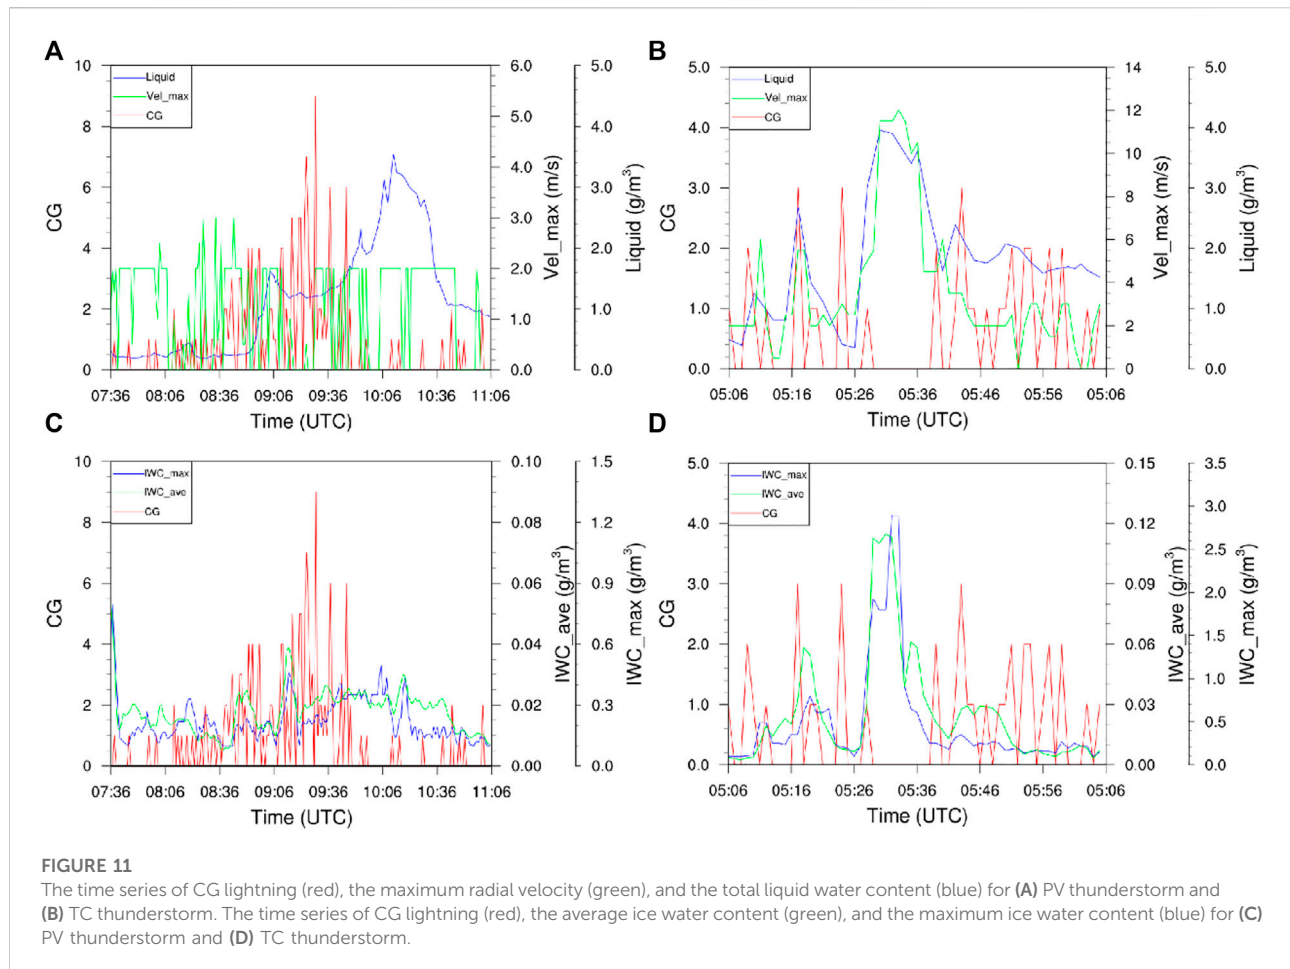 A
10
8
6
4
2
0
CG
Liquid
Vel_max
CG
6.0
5.0
4.0
3.0
2.0
1.0
0.0
Vel_max (m/s)
5.0
4.0
3.0
2.0
1.0
0.0
Liquid (g/m³)
07:36 08:06 08:36 09:06 09:36 10:06 10:36 11:06
Time (UTC)
B
5.0
4.0
3.0
2.0
1.0
0.0
CG
Liquid
Vel_max
CG
14
12
10
8
6
4
2
0
Vel_max (m/s)
5.0
4.0
3.0
2.0
1.0
0.0
Liquid (g/m³)
05:06 05:16 05:26 05:36 05:46 05:56 05:06
Time (UTC)
C
10
8
6
4
2
0
CG
IWC_max
IWC_ave
CG
0.10
0.08
0.06
0.04
0.02
0.00
IWC_ave (g/m³)
1.5
1.2
0.9
0.6
0.3
0.0
IWC_max (g/m³)
07:36 08:06 08:36 09:06 09:36 10:06 10:36 11:06
Time (UTC)
D
5.0
4.0
3.0
2.0
1.0
0.0
CG
IWC_max
IWC_ave
CG
0.15
0.12
0.09
0.06
0.03
0.00
IWC_ave (g/m³)
3.5
3.0
2.5
2.0
1.5
1.0
0.5
0.0
IWC_max (g/m³)
05:06 05:16 05:26 05:36 05:46 05:56 05:06
Time (UTC)
FIGURE 11
The time series of CG lightning (red), the maximum radial velocity (green), and the total liquid water content (blue) for (A) PV thunderstorm and
(B) TC thunderstorm. The time series of CG lightning (red), the average ice water content (green), and the maximum ice water content (blue) for (C)
PV thunderstorm and (D) TC thunderstorm.